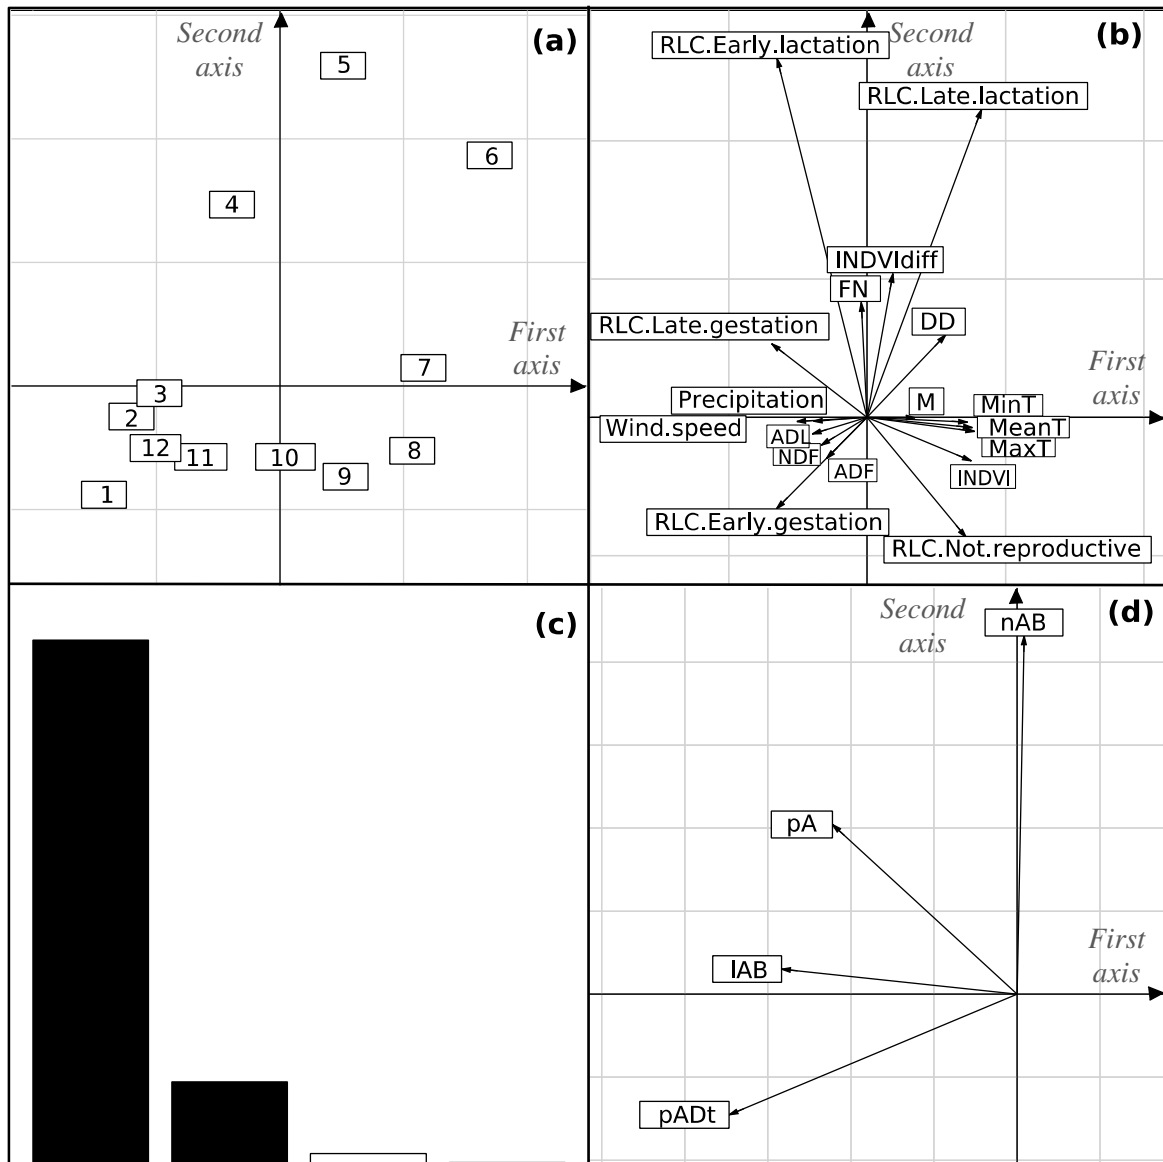 Second
axis
(a)
5
6
4
First
axis
7
3
2
12
11
10
8
9
1
RLC.Early.lactation
Second
axis
(b)
RLC.Late.lactation
INDVIdiff
FN
RLC.Late.gestation
DD
First
axis
Precipitation
M
MinT
Wind.speed
MeanT
ADL
MaxT
NDF
ADF
INDVI
RLC.Early.gestation
RLC.Not.reproductive
(c)
Second
axis
nAB
(d)
pA
First
axis
lAB
pADt